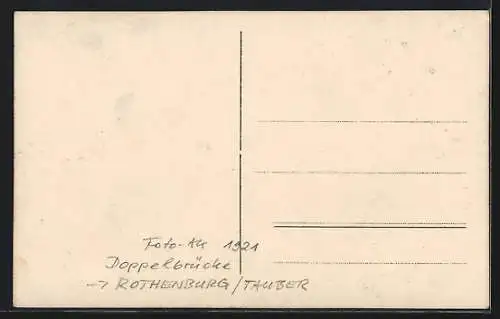 Foto-AK 1921
Doppelbrücke
→ ROTHENBURG/TAUBER